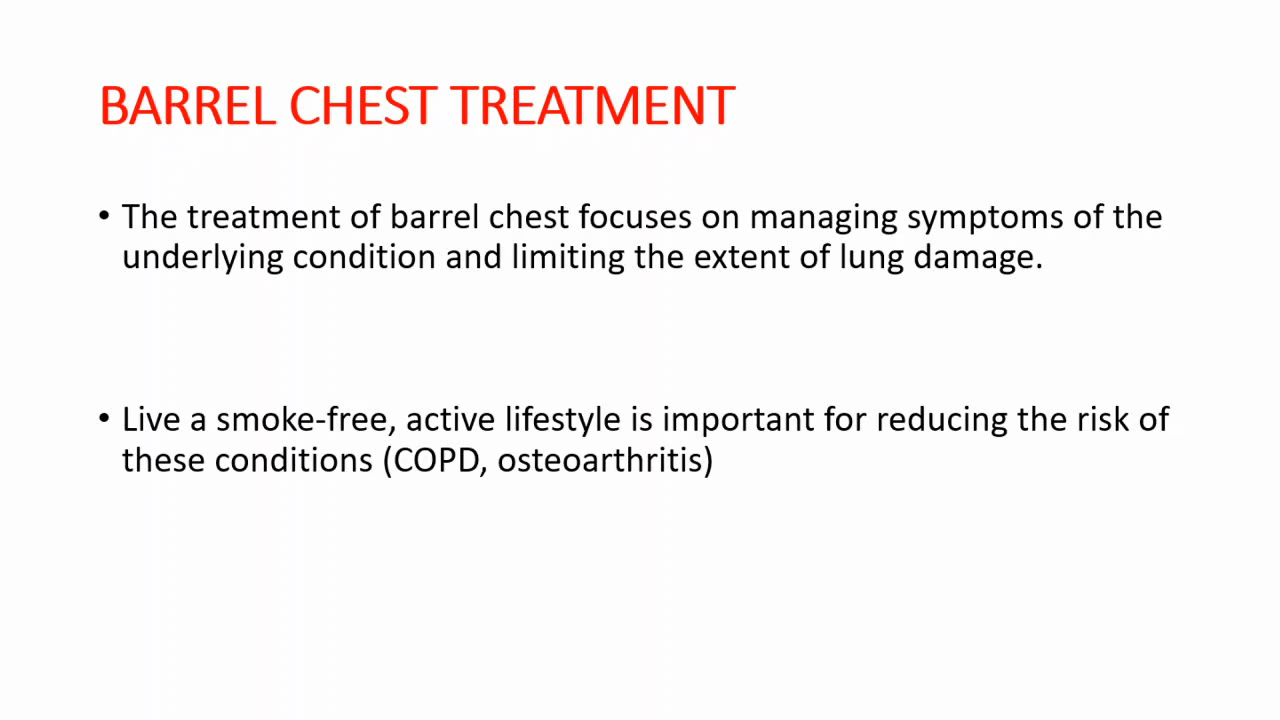 BARREL CHEST TREATMENT
• The treatment of barrel chest focuses on managing symptoms of the
underlying condition and limiting the extent of lung damage.
• Live a smoke-free, active lifestyle is important for reducing the risk of
these conditions (COPD, osteoarthritis)